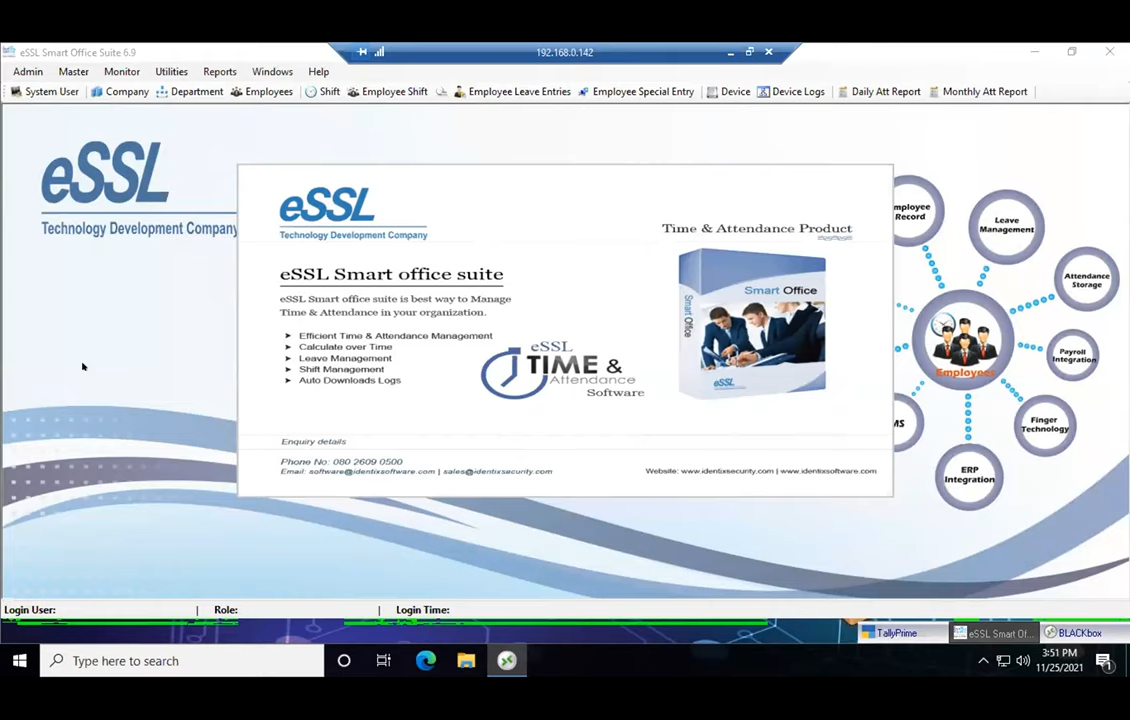 eSSL Smart Office Suite 6.9
192.168.0.142
Admin Master Monitor Utilities Reports Windows Help
System User Company Department Employees Shift Employee Shift Employee Leave Entries Employee Special Entry Device Device Logs Daily Att Report Monthly Att Report
eSSL
Technology Development Company
eSSL
Technology Development Company
Time & Attendance Product
eSSL Smart office suite
eSSL Smart office suite is best way to Manage
Time & Attendance in your organization.
➤ Efficient Time & Attendance Management
➤ Calculate over Time
➤ Leave Management
➤ Shift Management
➤ Auto Downloads Logs
eSSL
TIME &
Attendance
Software
Smart Office
Smart Office
eSSL
Enquiry details
Phone No: 080 2609 0500
Email: software@identixsoftware.com | sales@identixsecurity.com
Website: www.identixsecurity.com | www.identixsoftware.com
mployee
Record
Leave
Management
Attendance
Storage
Payroll
Integration
Employees
Finger
Technology
MS
ERP
Integration
Login User: | Role: | Login Time:
TallyPrime
eSSL Smart Of...
BLACKbox
Type here to search
3:51 PM
11/25/2021
1